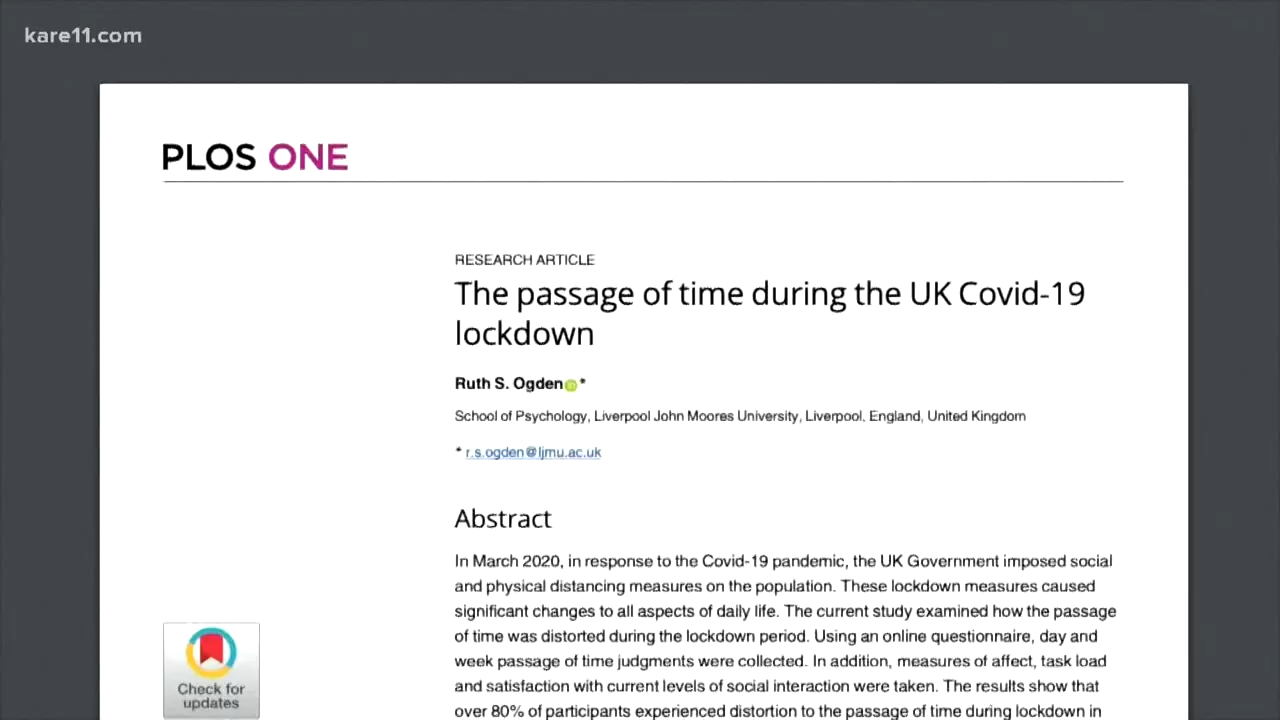 kare11.com
PLOS ONE
RESEARCH ARTICLE
The passage of time during the UK Covid-19
lockdown
Ruth S. Ogden iD *
School of Psychology, Liverpool John Moores University, Liverpool, England, United Kingdom
* r.s.ogden@ljmu.ac.uk
Abstract
In March 2020, in response to the Covid-19 pandemic, the UK Government imposed social
and physical distancing measures on the population. These lockdown measures caused
significant changes to all aspects of daily life. The current study examined how the passage
of time was distorted during the lockdown period. Using an online questionnaire, day and
week passage of time judgments were collected. In addition, measures of affect, task load
and satisfaction with current levels of social interaction were taken. The results show that
over 80% of participants experienced distortion to the passage of time during lockdown in
Check for
updates